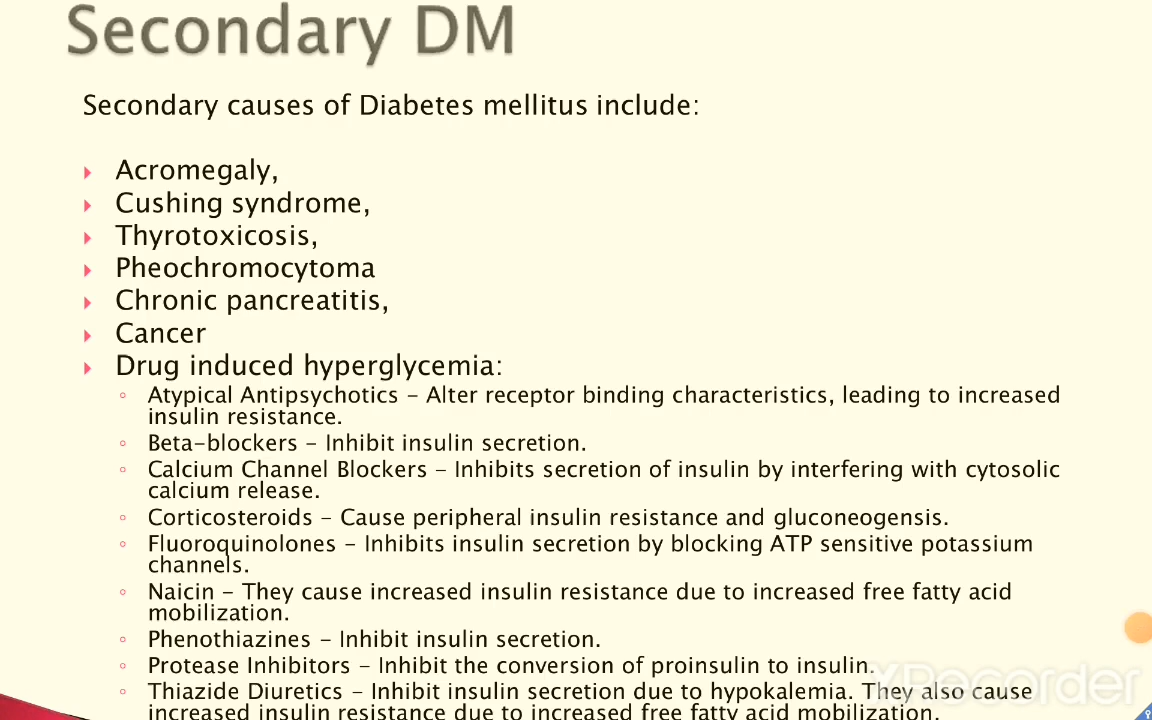 Secondary DM
Secondary causes of Diabetes mellitus include:
Acromegaly,
Cushing syndrome,
Thyrotoxicosis,
Pheochromocytoma
Chronic pancreatitis,
Cancer
Drug induced hyperglycemia:
Atypical Antipsychotics – Alter receptor binding characteristics, leading to increased
insulin resistance.
Beta-blockers – Inhibit insulin secretion.
Calcium Channel Blockers – Inhibits secretion of insulin by interfering with cytosolic
calcium release.
Corticosteroids – Cause peripheral insulin resistance and gluconeogensis.
Fluoroquinolones – Inhibits insulin secretion by blocking ATP sensitive potassium
channels.
Naicin – They cause increased insulin resistance due to increased free fatty acid
mobilization.
Phenothiazines – Inhibit insulin secretion.
Protease Inhibitors – Inhibit the conversion of proinsulin to insulin.
Thiazide Diuretics – Inhibit insulin secretion due to hypokalemia. They also cause
increased insulin resistance due to increased free fatty acid mobilization.
XRecorder